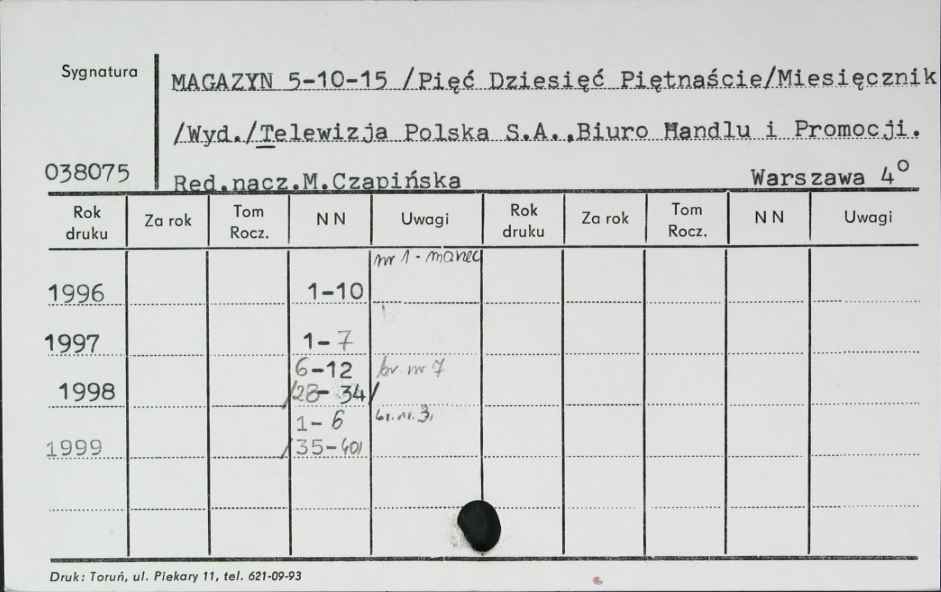 Sygnatura
MAGAZYN 5-10-15 /Pięć Dziesięć Piętnaście/Miesięcznik
/Wyd./Telewizja Polska S.A.,Biuro Handlu i Promocji.
038075 Red.nacz.M.Czapińska Warszawa 4°
Rok druku Za rok Tom Rocz. NN Uwagi Rok druku Za rok Tom Rocz. NN Uwagi
nr 1 - marzec
1996 1-10
1997 1-7
6-12 br nr 7
1998 /28-34/
1-6 br. nr. 3,
1999 /35-40/
Druk: Toruń, ul. Piekary 11, tel. 621-09-93